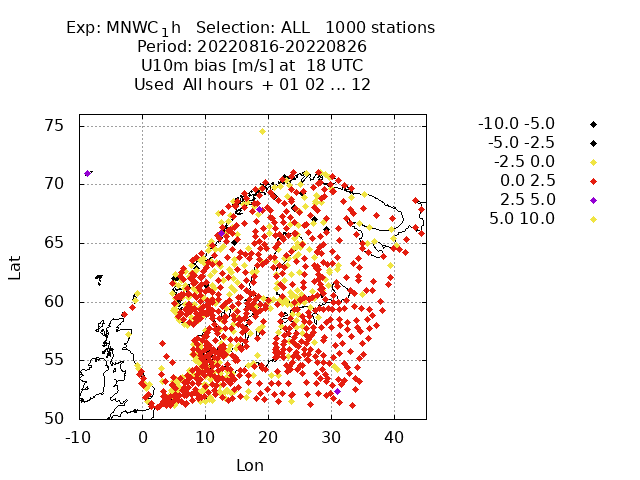 Exp: MNWC_1h   Selection: ALL   1000 stations
Period: 20220816-20220826
U10m bias [m/s] at  18 UTC
Used  All hours  + 01 02 ... 12
-10.0 -5.0
-5.0 -2.5
-2.5 0.0
0.0 2.5
2.5 5.0
5.0 10.0
75
70
65
60
55
50
Lat
-10 0 10 20 30 40
Lon